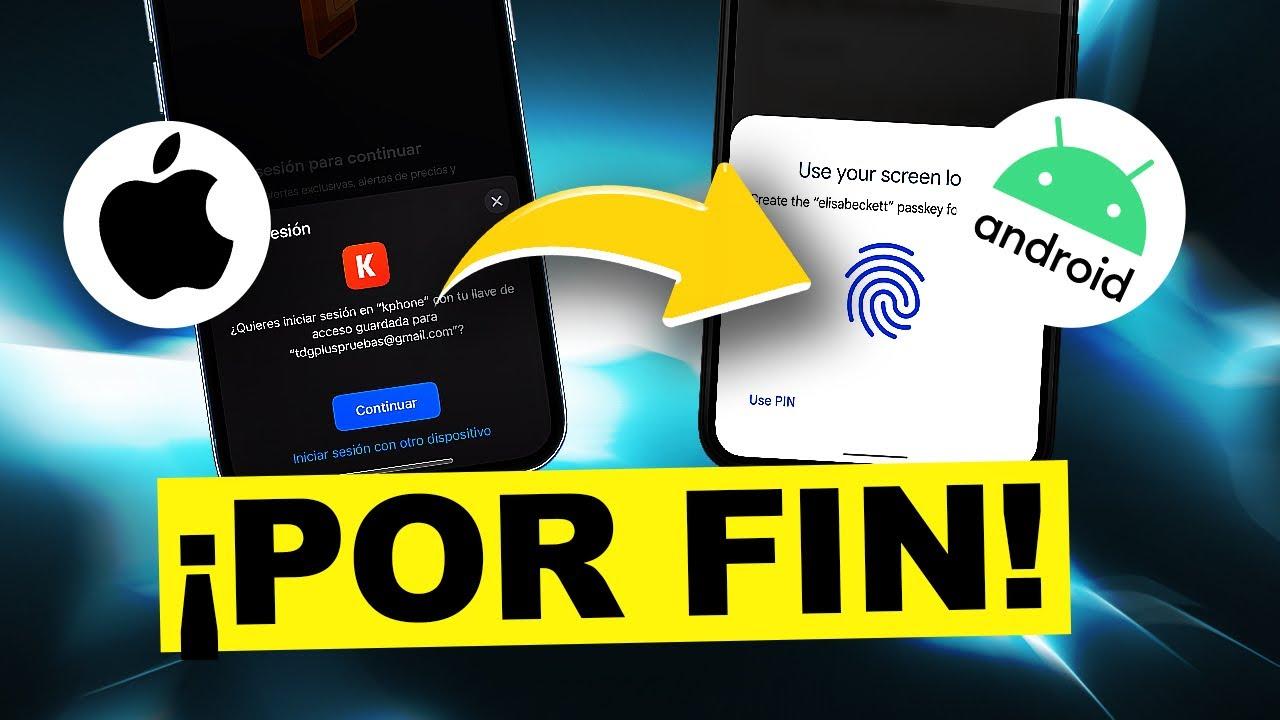 sesión para continuar
ofertas exclusivas, alertas de precios y
sesión
K
¿Quieres iniciar sesión en "kphone" con tu llave de
acceso guardada para
"tdgpluspruebas@gmail.com"?
Continuar
Iniciar sesión con otro dispositivo
Use your screen lo
Create the "elisabeckett" passkey fo
Use PIN
android
¡POR FIN!